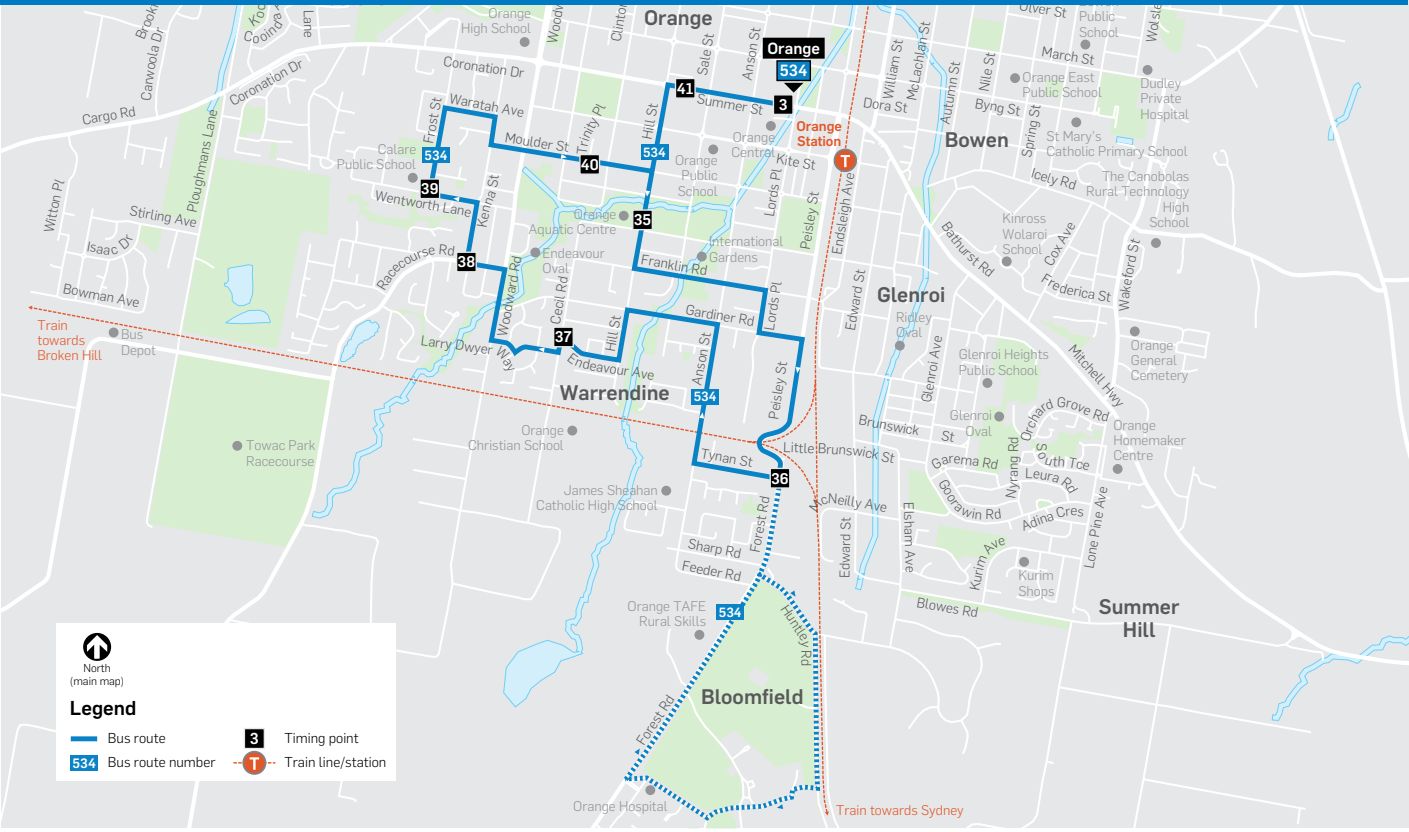 Orange
High School
Orange
Anson St
Sale St
Orange
534
3
41
Summer St
Hill St
534
Clinton
Lane
Carwoola Dr
Coronation Dr
Coronation Dr
Cargo Rd
Ploughmans Lane
Frost St
Waratah Ave
Moulder St
Trinity Pl
40
534
Calare
Public School
39
Wentworth Lane
Kenna St
Witton Pl
Stirling Ave
Isaac Dr
Bowman Ave
Racecourse Rd
38
Train
towards
Broken Hill
Bus
Depot
Orange
Central
Kite St
Orange
Public
School
Lords Pl
Orange
Station
T
Peisley St
Endsleigh Ave
Orange
Aquatic Centre
35
Endeavour
Oval
International
Gardens
Franklin Rd
Woodward Rd
Cecil Rd
37
Hill St
Larry Dwyer Way
Endeavour Ave
Gardiner Rd
Lords Pl
Anson St
Peisley St
534
Warrendine
Towac Park
Racecourse
Orange
Christian School
Tynan St
Little Brunswick St
36
James Sheahan
Catholic High School
Forest Rd
McNeilly Ave
Sharp Rd
Feeder Rd
Orange TAFE
Rural Skills
534
Huntley Rd
Bloomfield
Forest Rd
Orange Hospital
Train towards Sydney
William St
McLachlan St
Dora St
Autumn St
Nile St
March St
Public
School
Orange East
Public School
Byng St
Spring St
Dudley
Private
Hospital
Bowen
St Mary's
Catholic Primary School
Icely Rd
The Canobolas
Rural Technology
High
School
Kinross
Wolaroi
School
Cox Ave
Bathurst Rd
Frederica St
Wakeford St
Edward St
Glenroi
Ridley
Oval
Glenroi Ave
Glenroi Heights
Public School
Mitchell Hwy
Orange
General
Cemetery
Glenroi
Oval
Orchard Grove Rd
Orange
Homemaker
Centre
Brunswick St
Garema Rd
Nyrang Rd
South Tce
Leura Rd
Goorawin Rd
Adina Cres
Lone Pine Ave
Elsham Ave
Edward St
Kurim Ave
Kurim
Shops
Blowes Rd
Summer
Hill
North
(main map)
Legend
Bus route
3 Timing point
534 Bus route number
T Train line/station